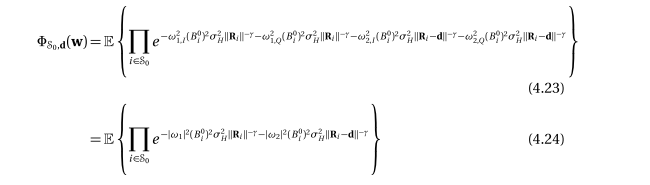 Φ_{𝕊_0,𝐝}(𝐰) = 𝔼 { ∏_{i∈𝕊_0} e^{−ω_{1,I}^2 (B_i^0)^2 σ_H^2 ||𝐑_i||^{−γ} − ω_{1,Q}^2 (B_i^0)^2 σ_H^2 ||𝐑_i||^{−γ} − ω_{2,I}^2 (B_i^0)^2 σ_H^2 ||𝐑_i−𝐝||^{−γ} − ω_{2,Q}^2 (B_i^0)^2 σ_H^2 ||𝐑_i−𝐝||^{−γ}} }
(4.23)
= 𝔼 { ∏_{i∈𝕊_0} e^{−|ω_1|^2 (B_i^0)^2 σ_H^2 ||𝐑_i||^{−γ} − |ω_2|^2 (B_i^0)^2 σ_H^2 ||𝐑_i−𝐝||^{−γ}} } (4.24)